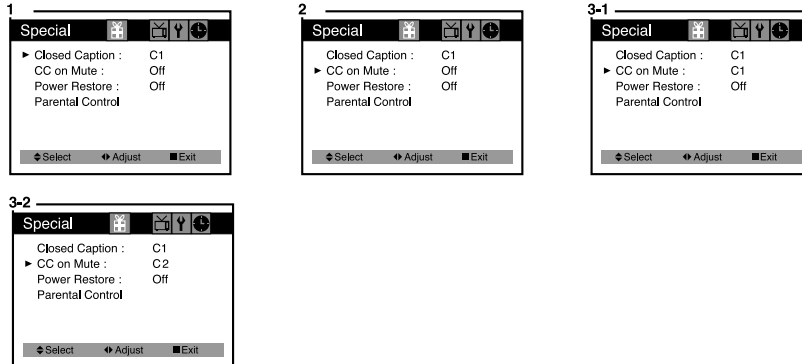 1
Special
► Closed Caption : C1
CC on Mute : Off
Power Restore : Off
Parental Control
Select Adjust Exit
2
Special
Closed Caption : C1
► CC on Mute : Off
Power Restore : Off
Parental Control
Select Adjust Exit
3-1
Special
Closed Caption : C1
► CC on Mute : C1
Power Restore : Off
Parental Control
Select Adjust Exit
3-2
Special
Closed Caption : C1
► CC on Mute : C2
Power Restore : Off
Parental Control
Select Adjust Exit